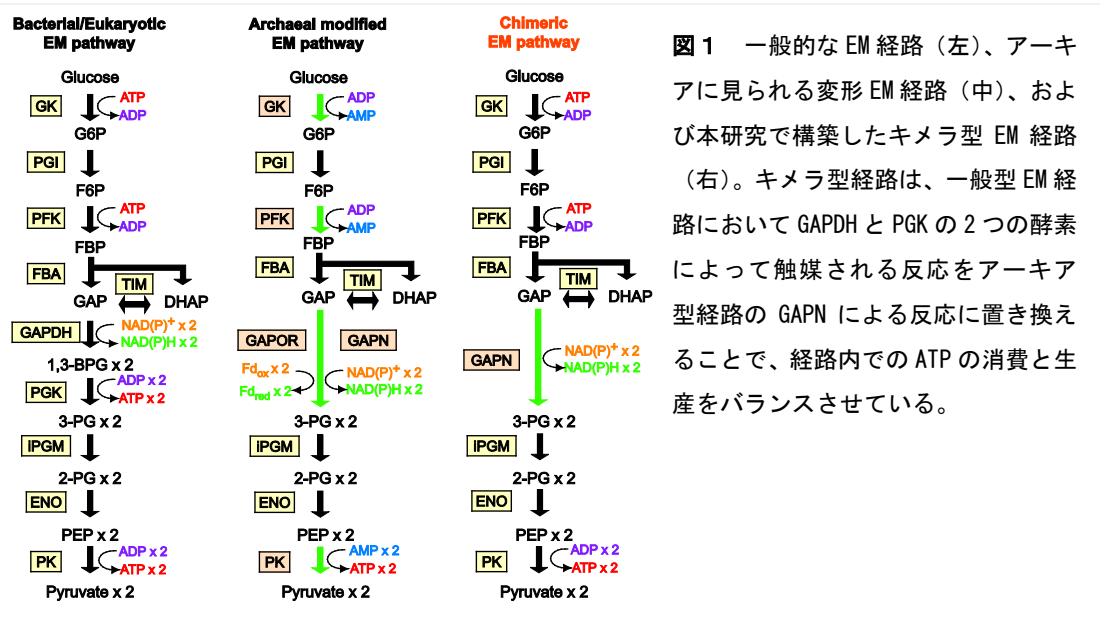 Bacterial/Eukaryotic
EM pathway
Glucose
GK
ATP
ADP
G6P
PGI
F6P
PFK
ATP
ADP
FBP
FBA
TIM
GAP
DHAP
GAPDH
NAD(P)+ x 2
NAD(P)H x 2
1,3-BPG x 2
PGK
ADP x 2
ATP x 2
3-PG x 2
iPGM
2-PG x 2
ENO
PEP x 2
PK
ADP x 2
ATP x 2
Pyruvate x 2
Archaeal modified
EM pathway
Glucose
GK
ADP
AMP
G6P
PGI
F6P
PFK
ADP
AMP
FBP
FBA
TIM
GAP
DHAP
GAPOR
GAPN
Fdox x 2
Fdred x 2
NAD(P)+ x 2
NAD(P)H x 2
3-PG x 2
iPGM
2-PG x 2
ENO
PEP x 2
PK
AMP x 2
ATP x 2
Pyruvate x 2
Chimeric
EM pathway
Glucose
GK
ATP
ADP
G6P
PGI
F6P
PFK
ATP
ADP
FBP
FBA
TIM
GAP
DHAP
GAPN
NAD(P)+ x 2
NAD(P)H x 2
3-PG x 2
iPGM
2-PG x 2
ENO
PEP x 2
PK
ADP x 2
ATP x 2
Pyruvate x 2
図1　一般的な EM 経路（左）、アーキ
アに見られる変形 EM 経路（中）、およ
び本研究で構築したキメラ型 EM 経路
（右）。キメラ型経路は、一般型 EM 経
路において GAPDH と PGK の 2 つの酵素
によって触媒される反応をアーキア
型経路の GAPN による反応に置き換え
ることで、経路内での ATP の消費と生
産をバランスさせている。